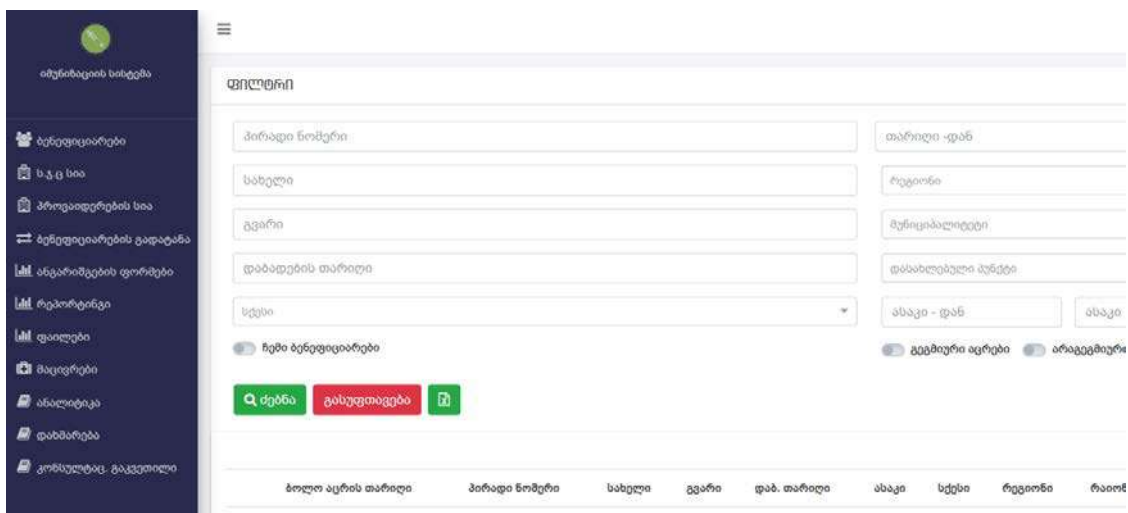 იმუნიზაციის სისტემა
ბენეფიციარები
ს.ჯ.ც სია
პროვაიდერების სია
ბენეფიციარების გადატანა
ანგარიშგების ფორმები
რეპორტინგი
ფაილები
მაცივრები
ანალიტიკა
დახმარება
კონსულტაც. გაკვეთილი
ფილტრი
პირადი ნომერი
თარიღი -დან
სახელი
რეგიონი
გვარი
მუნიციპალიტეტი
დაბადების თარიღი
დასახლებული პუნქტი
სქესი
ასაკი - დან
ასაკი
ჩემი ბენეფიციარები
გეგმიური აცრები
არაგეგმიური
ძებნა
გასუფთავება
ბოლო აცრის თარიღი პირადი ნომერი სახელი გვარი დაბ. თარიღი ასაკი სქესი რეგიონი